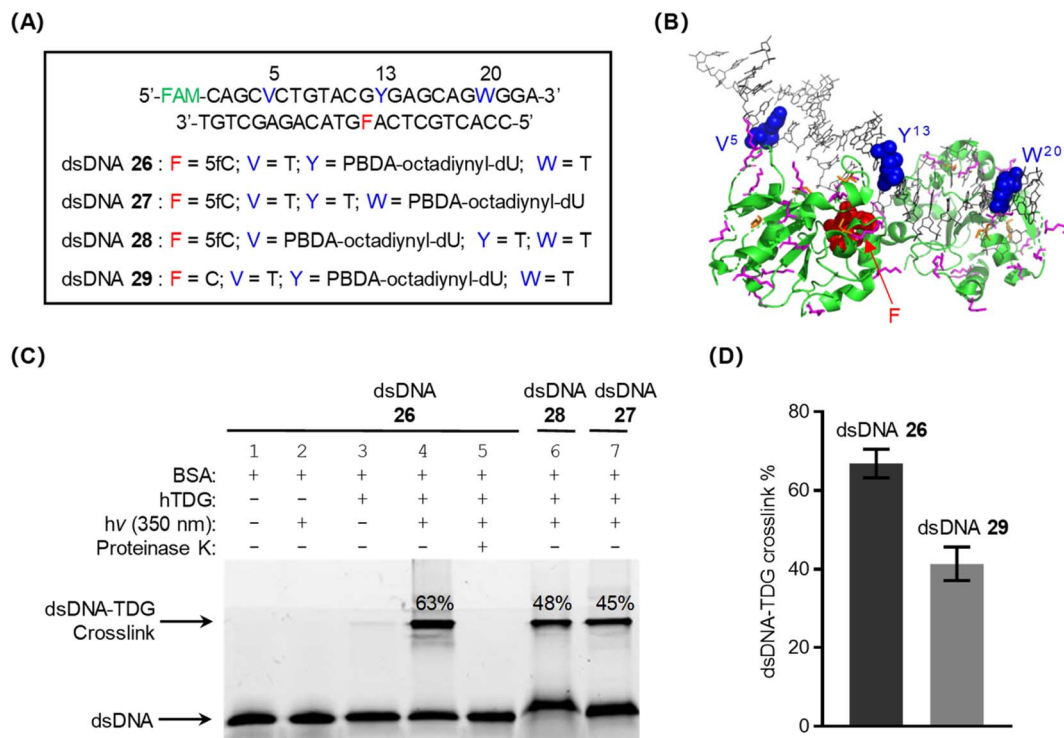 (A)
5 13 20
5'-FAM-CAGCVCTGTACGYGAGCAGWGGA-3'
3'-TGTCGAGACATGFACTCGTCACC-5'
dsDNA 26 : F = 5fC; V = T; Y = PBDA-octadiynyl-dU; W = T
dsDNA 27 : F = 5fC; V = T; Y = T; W = PBDA-octadiynyl-dU
dsDNA 28 : F = 5fC; V = PBDA-octadiynyl-dU; Y = T; W = T
dsDNA 29 : F = C; V = T; Y = PBDA-octadiynyl-dU; W = T
(B)
V5
Y13
W20
F
(C)
dsDNA 26
dsDNA 28
dsDNA 27
1 2 3 4 5 6 7
BSA: + + + + + + +
hTDG: – – + + + + +
hν (350 nm): – + – + + + +
Proteinase K: – – – – + – –
63% 48% 45%
dsDNA-TDG
Crosslink
dsDNA
(D)
dsDNA-TDG crosslink %
80
60
40
20
0
dsDNA 26
dsDNA 29